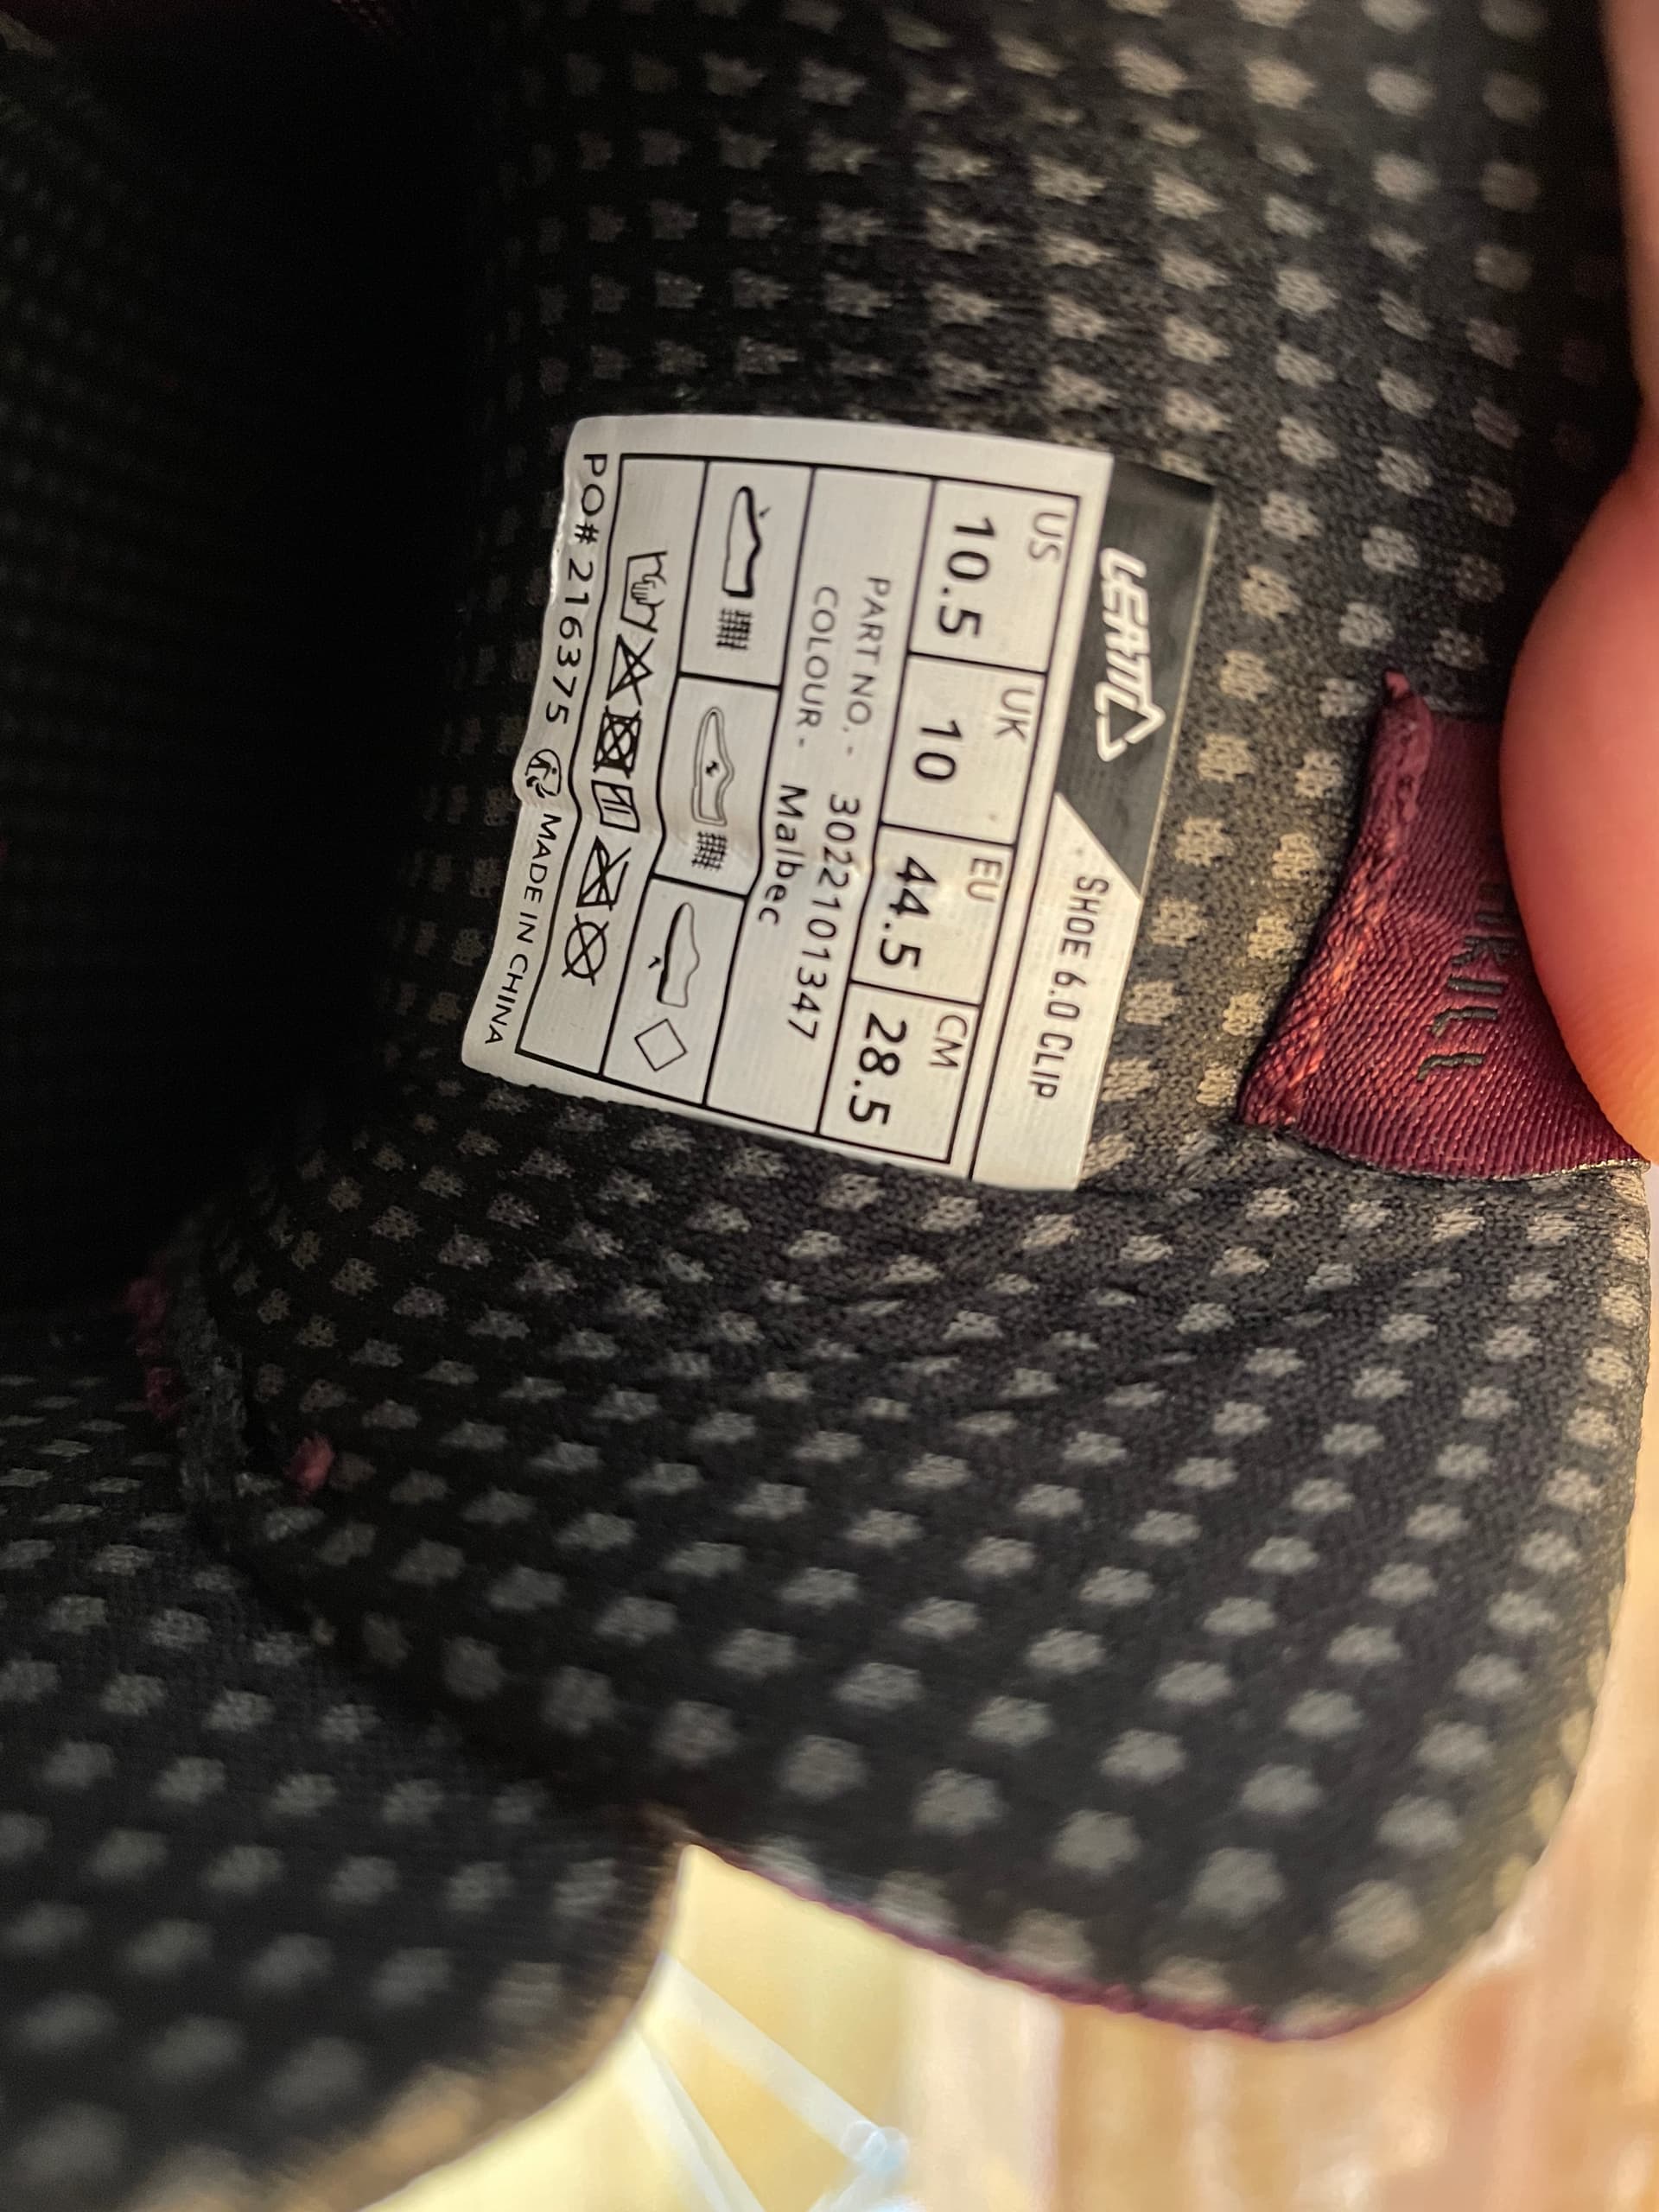 LEATT
SHOE 6.0 CLIP
US UK EU CM
10.5 10 44.5 28.5
PART NO. - 3022101347
COLOUR - Malbec
PO# 216375 MADE IN CHINA